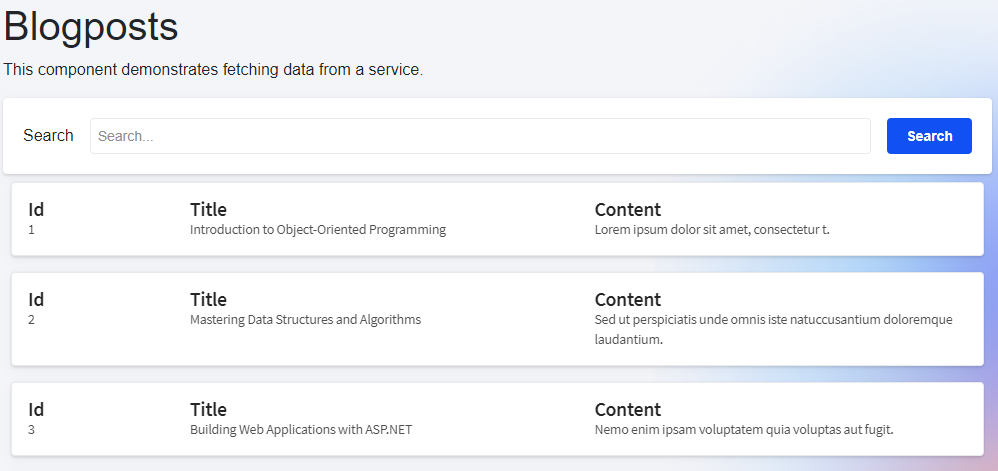 Blogposts
This component demonstrates fetching data from a service.
Search Search... Search
Id Title Content
1 Introduction to Object-Oriented Programming Lorem ipsum dolor sit amet, consectetur t.
Id Title Content
2 Mastering Data Structures and Algorithms Sed ut perspiciatis unde omnis iste natuccusantium doloremque
laudantium.
Id Title Content
3 Building Web Applications with ASP.NET Nemo enim ipsam voluptatem quia voluptas aut fugit.